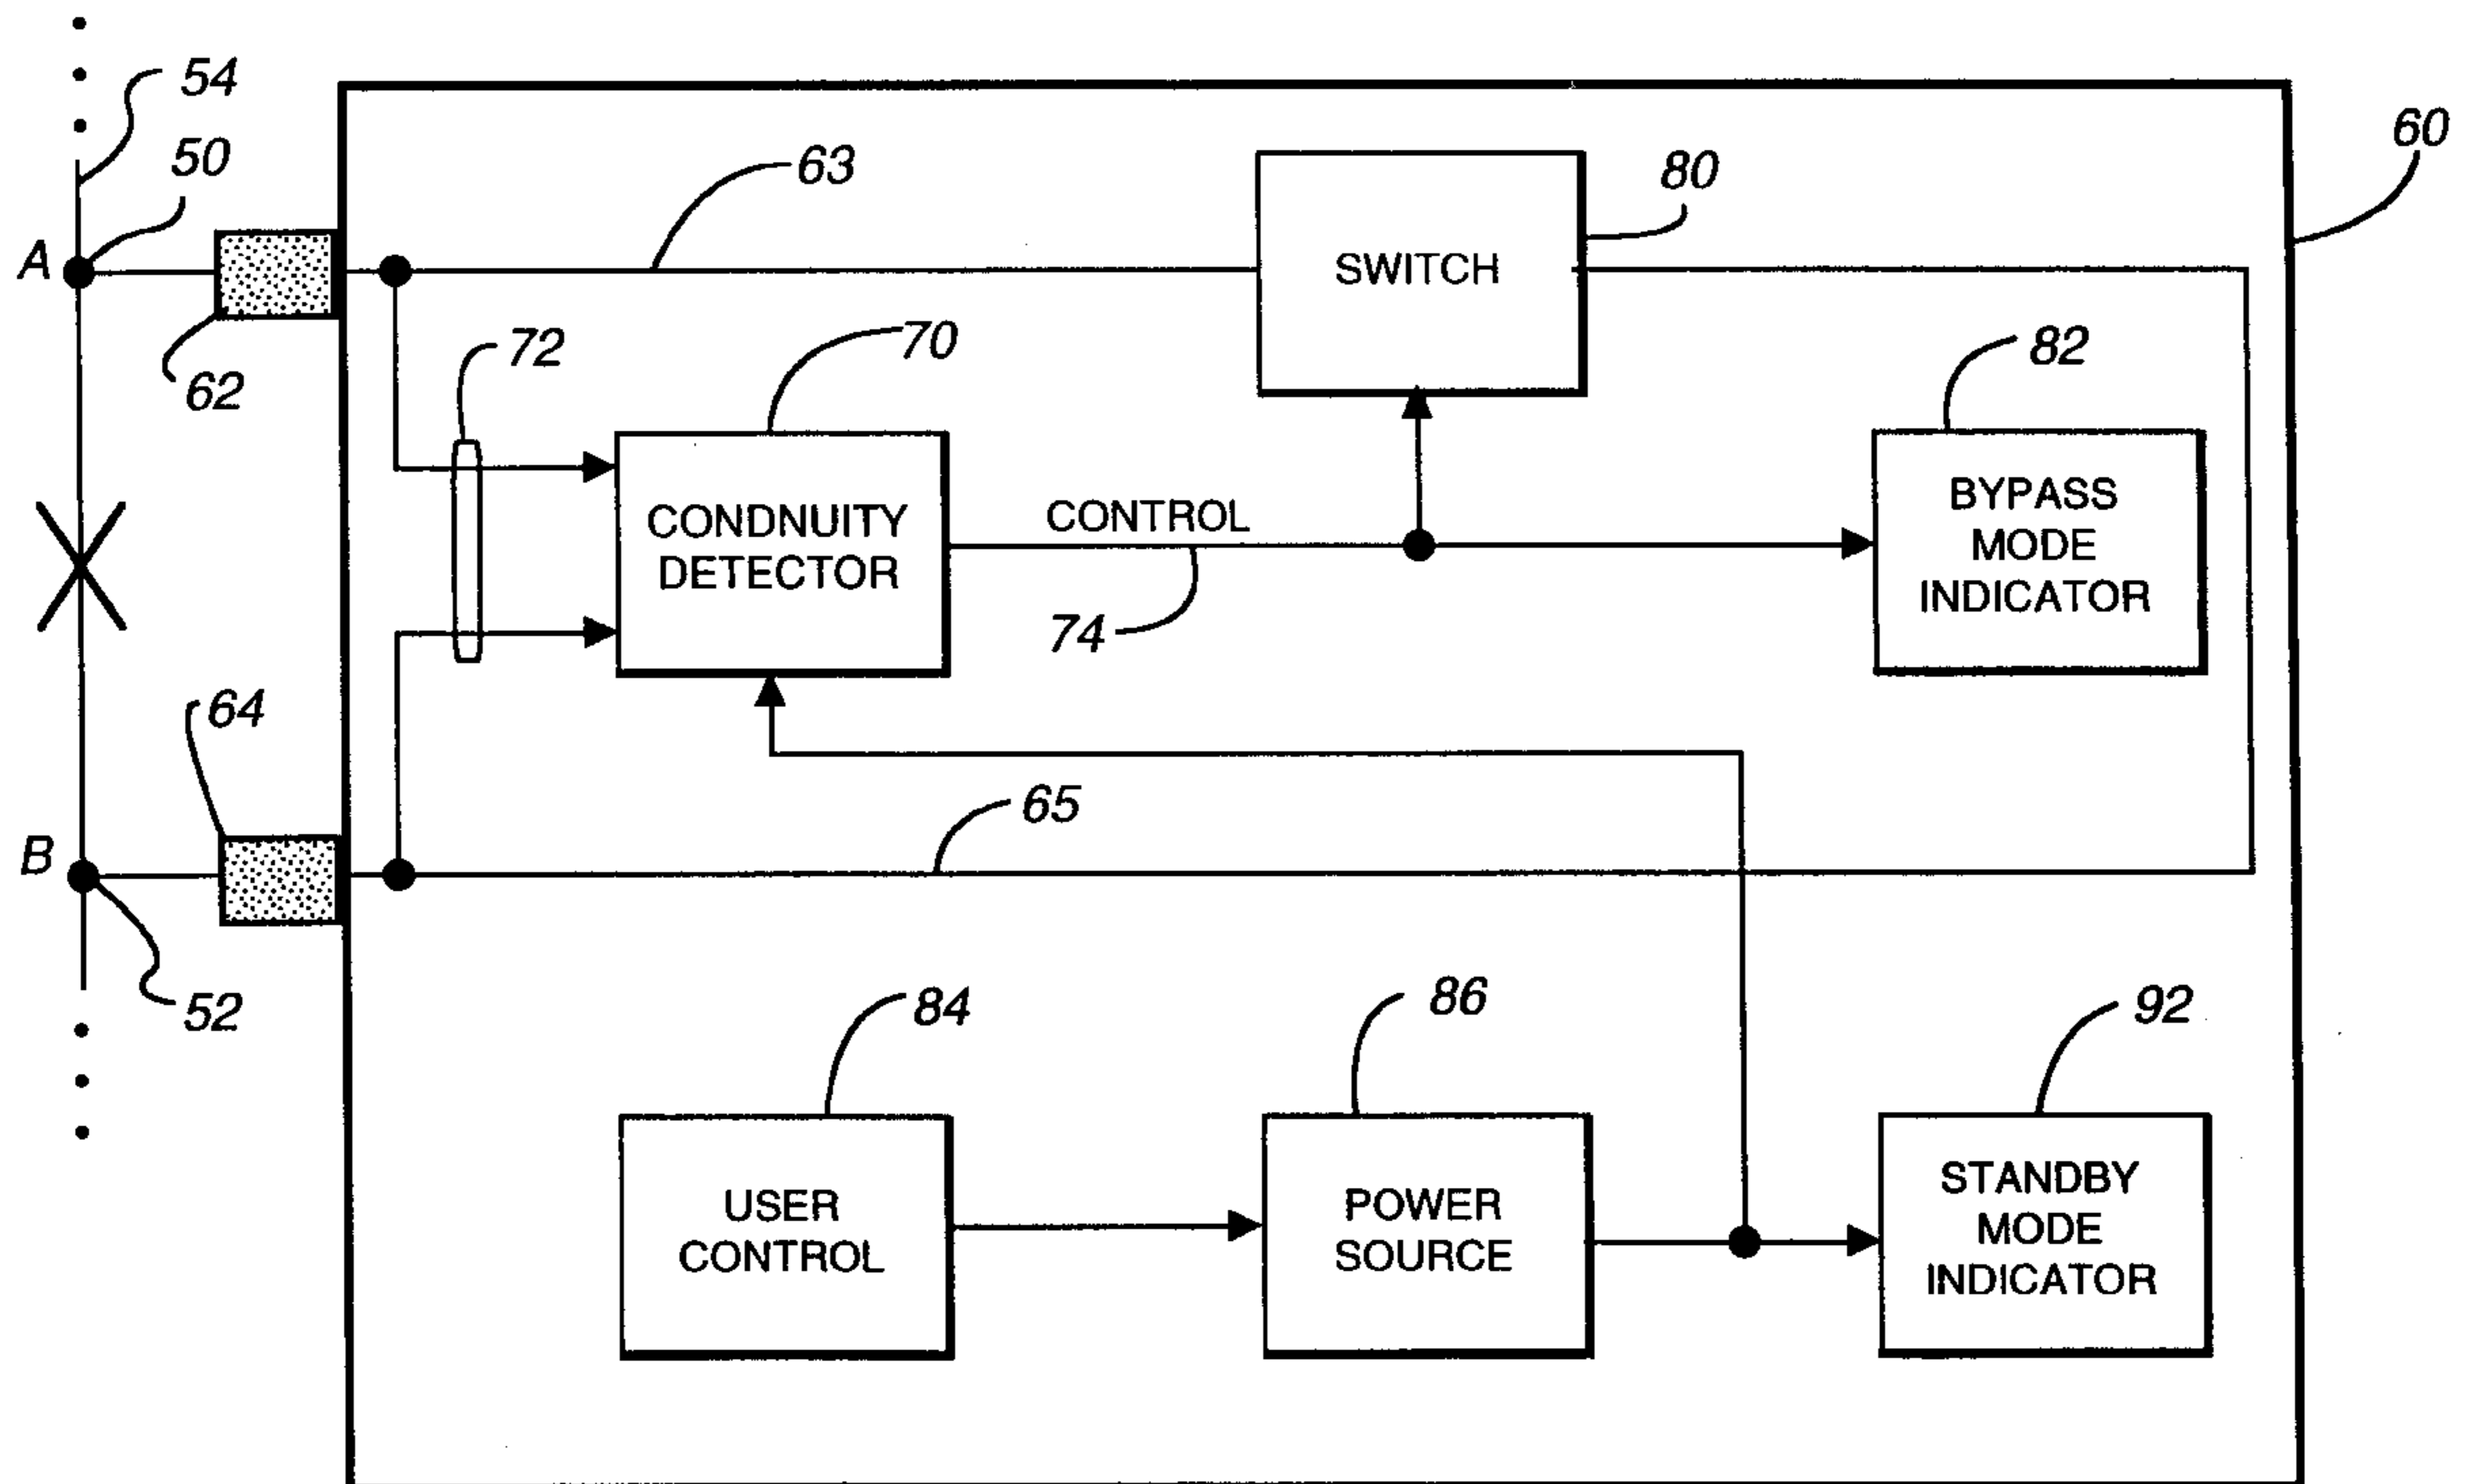 54
50
60
63
80
A
SWITCH
62
72
70
82
CONDNUITY
DETECTOR
CONTROL
BYPASS
MODE
INDICATOR
74
64
65
B
52
84
86
92
USER
CONTROL
POWER
SOURCE
STANDBY
MODE
INDICATOR